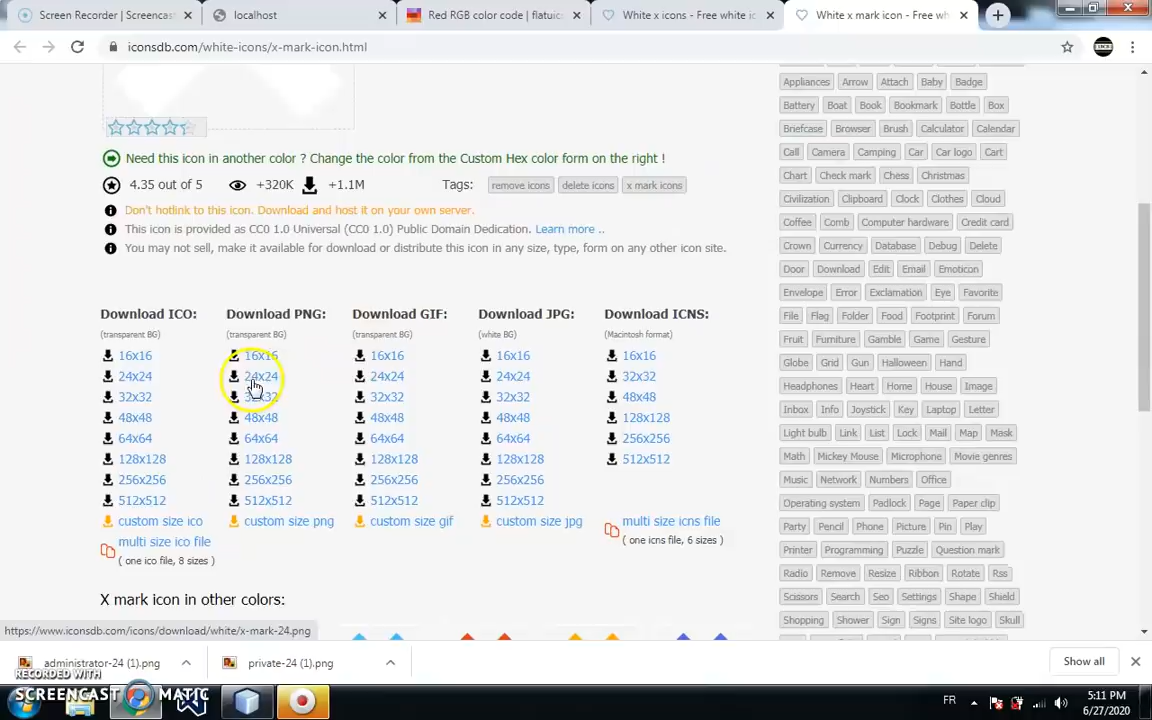 Screen Recorder | Screencast
localhost
Red RGB color code | flatuico
White x icons - Free white ic
White x mark icon - Free wh
iconsdb.com/white-icons/x-mark-icon.html
Need this icon in another color ? Change the color from the Custom Hex color form on the right !
4.35 out of 5 +320K +1.1M Tags: remove icons delete icons x mark icons
Don't hotlink to this icon. Download and host it on your own server.
This icon is provided as CC0 1.0 Universal (CC0 1.0) Public Domain Dedication. Learn more ..
You may not sell, make it available for download or distribute this icon in any size, type, form on any other icon site.
Download ICO: Download PNG: Download GIF: Download JPG: Download ICNS:
(transparent BG) (transparent BG) (transparent BG) (white BG) (Macintosh format)
16x16 16x16 16x16 16x16 16x16
24x24 24x24 24x24 24x24 32x32
32x32 32x32 32x32 32x32 48x48
48x48 48x48 48x48 48x48 128x128
64x64 64x64 64x64 64x64 256x256
128x128 128x128 128x128 128x128 512x512
256x256 256x256 256x256 256x256
512x512 512x512 512x512 512x512
custom size ico custom size png custom size gif custom size jpg multi size icns file
multi size ico file ( one icns file, 6 sizes )
( one ico file, 8 sizes )
X mark icon in other colors:
Appliances Arrow Attach Baby Badge
Battery Boat Book Bookmark Bottle Box
Briefcase Browser Brush Calculator Calendar
Call Camera Camping Car Car logo Cart
Chart Check mark Chess Christmas
Civilization Clipboard Clock Clothes Cloud
Coffee Comb Computer hardware Credit card
Crown Currency Database Debug Delete
Door Download Edit Email Emoticon
Envelope Error Exclamation Eye Favorite
File Flag Folder Food Footprint Forum
Fruit Furniture Gamble Game Gesture
Globe Grid Gun Halloween Hand
Headphones Heart Home House Image
Inbox Info Joystick Key Laptop Letter
Light bulb Link List Lock Mail Map Mask
Math Mickey Mouse Microphone Movie genres
Music Network Numbers Office
Operating system Padlock Page Paper clip
Party Pencil Phone Picture Pin Play
Printer Programming Puzzle Question mark
Radio Remove Resize Ribbon Rotate Rss
Scissors Search Seo Settings Shape Shield
Shopping Shower Sign Signs Site logo Skull
https://www.iconsdb.com/icons/download/white/x-mark-24.png
administrator-24 (1).png
private-24 (1).png
Show all
RECORDED WITH
SCREENCAST MATIC
FR
5:11 PM
6/27/2020